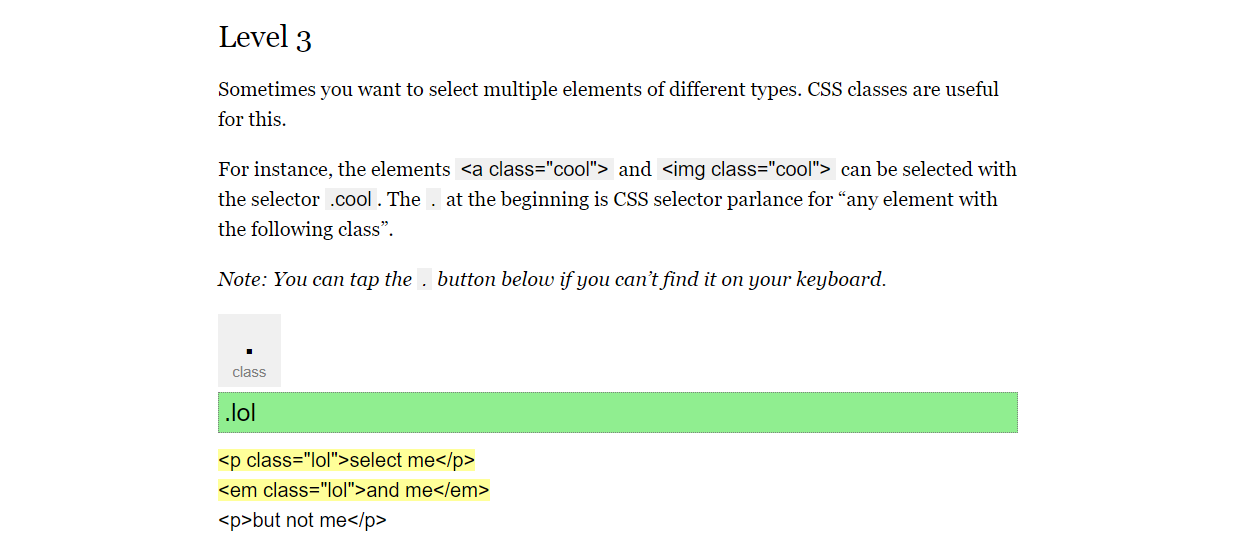 Level 3
Sometimes you want to select multiple elements of different types. CSS classes are useful
for this.
For instance, the elements <a class="cool"> and <img class="cool"> can be selected with
the selector .cool . The . at the beginning is CSS selector parlance for “any element with
the following class”.
Note: You can tap the . button below if you can’t find it on your keyboard.
.
class
.lol
<p class="lol">select me</p>
<em class="lol">and me</em>
<p>but not me</p>